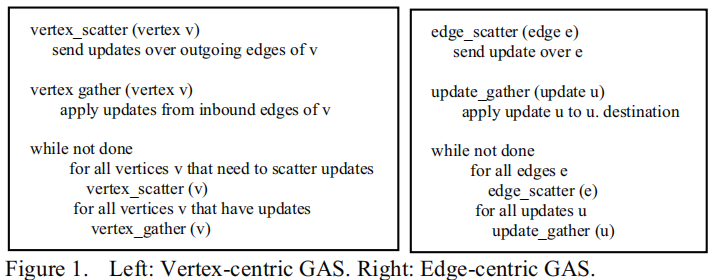 vertex_scatter (vertex v)
send updates over outgoing edges of v
vertex gather (vertex v)
apply updates from inbound edges of v
while not done
for all vertices v that need to scatter updates
vertex_scatter (v)
for all vertices v that have updates
vertex_gather (v)
edge_scatter (edge e)
send update over e
update_gather (update u)
apply update u to u. destination
while not done
for all edges e
edge_scatter (e)
for all updates u
update_gather (u)
Figure 1. Left: Vertex-centric GAS. Right: Edge-centric GAS.